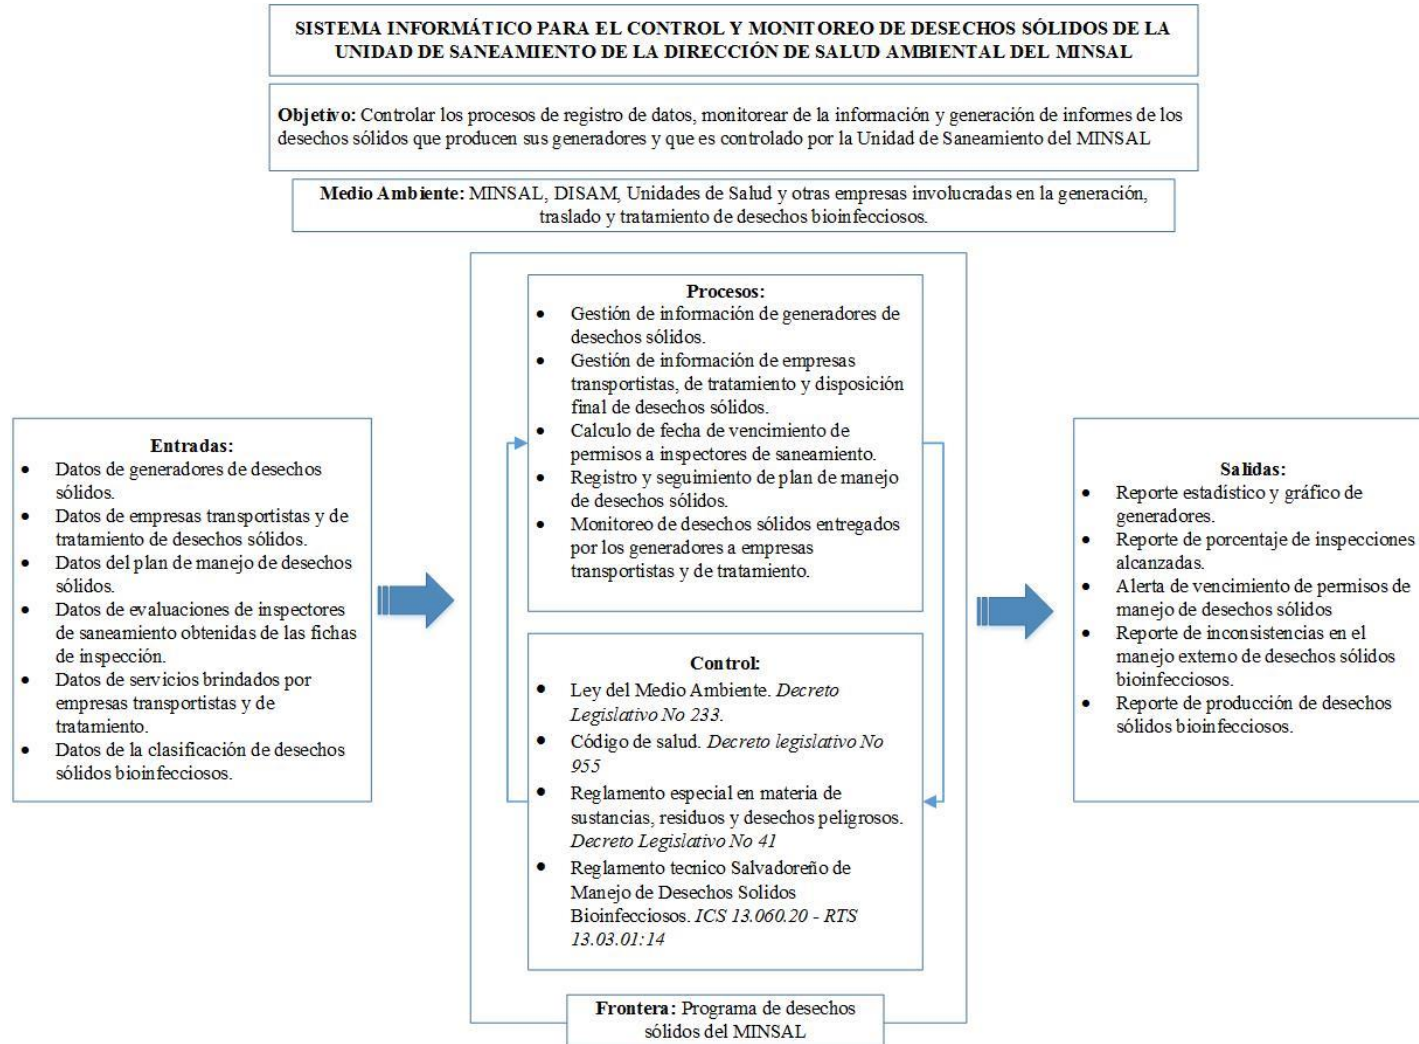 SISTEMA INFORMÁTICO PARA EL CONTROL Y MONITOREO DE DESECHOS SÓLIDOS DE LA
UNIDAD DE SANEAMIENTO DE LA DIRECCIÓN DE SALUD AMBIENTAL DEL MINSAL
Objetivo: Controlar los procesos de registro de datos, monitorear de la información y generación de informes de los
desechos sólidos que producen sus generadores y que es controlado por la Unidad de Saneamiento del MINSAL
Medio Ambiente: MINSAL, DISAM, Unidades de Salud y otras empresas involucradas en la generación,
traslado y tratamiento de desechos bioinfecciosos.
Entradas:
• Datos de generadores de desechos
sólidos.
• Datos de empresas transportistas y de
tratamiento de desechos sólidos.
• Datos del plan de manejo de desechos
sólidos.
• Datos de evaluaciones de inspectores
de saneamiento obtenidas de las fichas
de inspección.
• Datos de servicios brindados por
empresas transportistas y de
tratamiento.
• Datos de la clasificación de desechos
sólidos bioinfecciosos.
Procesos:
• Gestión de información de generadores de
desechos sólidos.
• Gestión de información de empresas
transportistas, de tratamiento y disposición
final de desechos sólidos.
• Calculo de fecha de vencimiento de
permisos a inspectores de saneamiento.
• Registro y seguimiento de plan de manejo
de desechos sólidos.
• Monitoreo de desechos sólidos entregados
por los generadores a empresas
transportistas y de tratamiento.
Control:
• Ley del Medio Ambiente. Decreto
Legislativo No 233.
• Código de salud. Decreto legislativo No
955
• Reglamento especial en materia de
sustancias, residuos y desechos peligrosos.
Decreto Legislativo No 41
• Reglamento tecnico Salvadoreño de
Manejo de Desechos Solidos
Bioinfecciosos. ICS 13.060.20 - RTS
13.03.01:14
Frontera: Programa de desechos
sólidos del MINSAL
Salidas:
• Reporte estadístico y gráfico de
generadores.
• Reporte de porcentaje de inspecciones
alcanzadas.
• Alerta de vencimiento de permisos de
manejo de desechos sólidos
• Reporte de inconsistencias en el
manejo externo de desechos sólidos
bioinfecciosos.
• Reporte de producción de desechos
sólidos bioinfecciosos.